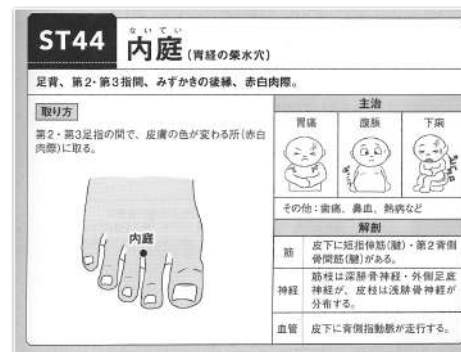 ST44
ないてい
内庭(胃経の滎水穴)
足背、第2・第3指間、みずかきの後縁、赤白肉際。
取り方
第2・第3足指の間で、皮膚の色が変わる所(赤白
肉際)に取る。
内庭
主治
胃痛
腹脹
下痢
その他:歯痛、鼻血、熱病など
解剖
筋
皮下に短指伸筋(腱)・第2背側
骨間筋(腱)がある。
神経
筋枝は深腓骨神経・外側足底
神経が、皮枝は浅腓骨神経が
分布する。
血管
皮下に背側指動脈が走行する。